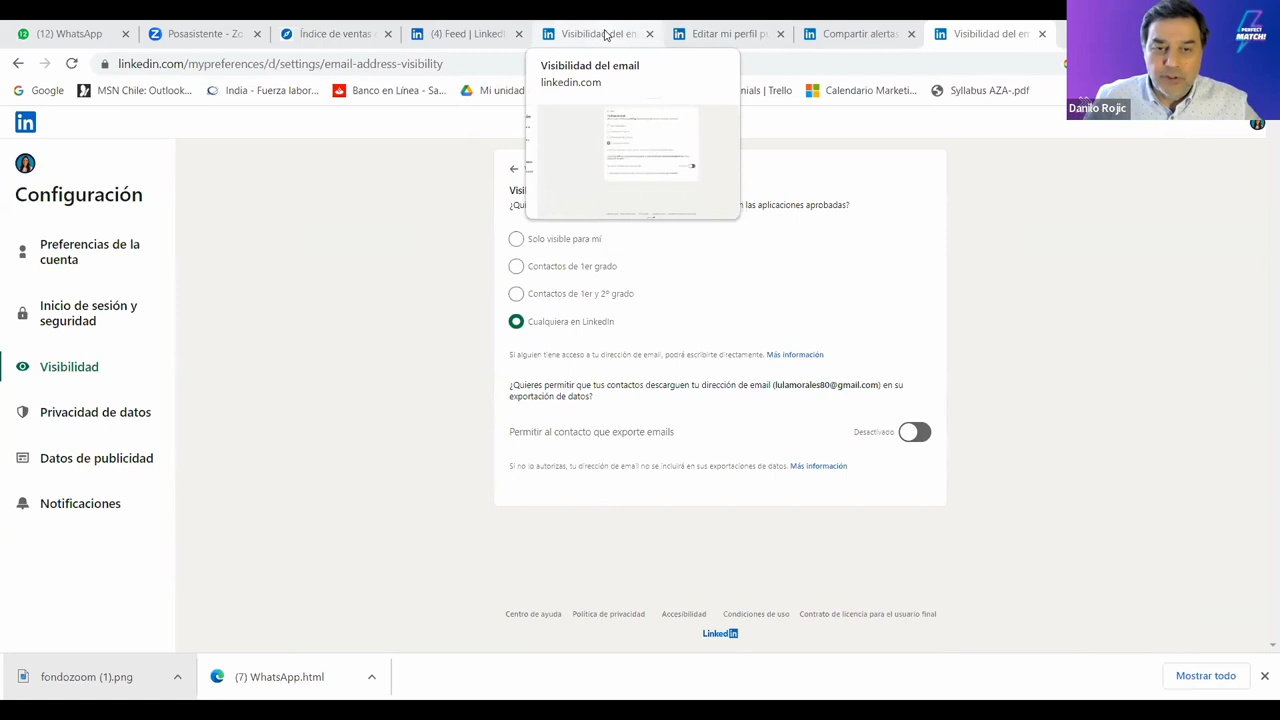 (12) WhatsApp
Posasistente - Zo
Índice de ventas
(4) Feed | LinkedI
Visibilidad del en
Editar mi perfil p
Compartir alertas
Visibilidad del em
linkedin.com/mypreferences/d/settings/email-address-visibility
Google
MSN Chile: Outlook...
India - Fuerza labor...
Banco en Línea - Sa...
Mi unidad
ials | Trello
Calendario Marketi...
Syllabus AZA-.pdf
Visibilidad del email
linkedin.com
PERFECT
MATCH!
Danilo Rojic
in
Configuración
Preferencias de la
cuenta
Inicio de sesión y
seguridad
Visibilidad
Privacidad de datos
Datos de publicidad
Notificaciones
Visi
¿Qui
las aplicaciones aprobadas?
Solo visible para mí
Contactos de 1er grado
Contactos de 1er y 2º grado
Cualquiera en LinkedIn
Si alguien tiene acceso a tu dirección de email, podrá escribirte directamente. Más información
¿Quieres permitir que tus contactos descarguen tu dirección de email (lulamorales80@gmail.com) en su
exportación de datos?
Permitir al contacto que exporte emails
Desactivado
Si no lo autorizas, tu dirección de email no se incluirá en sus exportaciones de datos. Más información
Centro de ayuda Política de privacidad Accesibilidad Condiciones de uso Contrato de licencia para el usuario final
LinkedIn
fondozoom (1).png
(7) WhatsApp.html
Mostrar todo